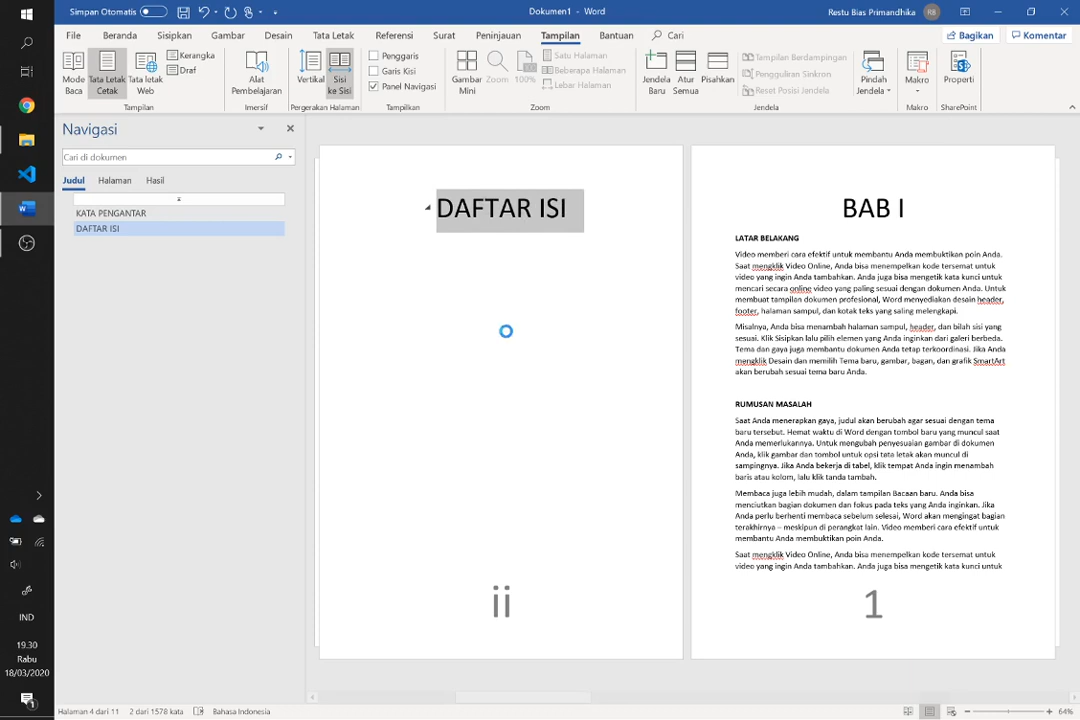 Simpan Otomatis
Dokumen1 - Word
Restu Bias Primandhika
RB
File
Beranda
Sisipkan
Gambar
Desain
Tata Letak
Referensi
Surat
Peninjauan
Tampilan
Bantuan
Cari
Bagikan
Komentar
Mode Baca
Tata Letak Cetak
Tata letak Web
Kerangka
Draf
Tampilan
Alat Pembelajaran
Imersif
Vertikal
Sisi ke Sisi
Pergerakan Halaman
Penggaris
Garis Kisi
Panel Navigasi
Tampilkan
Gambar Mini
Zoom
100%
Satu Halaman
Beberapa Halaman
Lebar Halaman
Zoom
Jendela Baru
Atur Semua
Pisahkan
Tampilan Berdampingan
Pengguliran Sinkron
Reset Posisi Jendela
Jendela
Pindah Jendela
Makro
Makro
Properti
SharePoint
Navigasi
Cari di dokumen
Judul
Halaman
Hasil
KATA PENGANTAR
DAFTAR ISI
DAFTAR ISI
ii
BAB I
LATAR BELAKANG
Video memberi cara efektif untuk membantu Anda membuktikan poin Anda.
Saat mengklik Video Online, Anda bisa menempelkan kode tersemat untuk
video yang ingin Anda tambahkan. Anda juga bisa mengetik kata kunci untuk
mencari secara online video yang paling sesuai dengan dokumen Anda. Untuk
membuat tampilan dokumen profesional, Word menyediakan desain header,
footer, halaman sampul, dan kotak teks yang saling melengkapi.
Misalnya, Anda bisa menambah halaman sampul, header, dan bilah sisi yang
sesuai. Klik Sisipkan lalu pilih elemen yang Anda inginkan dari galeri berbeda.
Tema dan gaya juga membantu dokumen Anda tetap terkoordinasi. Jika Anda
mengklik Desain dan memilih Tema baru, gambar, bagan, dan grafik SmartArt
akan berubah sesuai tema baru Anda.
RUMUSAN MASALAH
Saat Anda menerapkan gaya, judul akan berubah agar sesuai dengan tema
baru tersebut. Hemat waktu di Word dengan tombol baru yang muncul saat
Anda memerlukannya. Untuk mengubah penyesuaian gambar di dokumen
Anda, klik gambar dan tombol untuk opsi tata letak akan muncul di
sampingnya. Jika Anda bekerja di tabel, klik tempat Anda ingin menambah
baris atau kolom, lalu klik tanda tambah.
Membaca juga lebih mudah, dalam tampilan Bacaan baru. Anda bisa
menciutkan bagian dokumen dan fokus pada teks yang Anda inginkan. Jika
Anda perlu berhenti membaca sebelum selesai, Word akan mengingat bagian
terakhirnya – meskipun di perangkat lain. Video memberi cara efektif untuk
membantu Anda membuktikan poin Anda.
Saat mengklik Video Online, Anda bisa menempelkan kode tersemat untuk
video yang ingin Anda tambahkan. Anda juga bisa mengetik kata kunci untuk
1
IND
19.30
Rabu
18/03/2020
1
Halaman 4 dari 11
2 dari 1578 kata
Bahasa Indonesia
64%